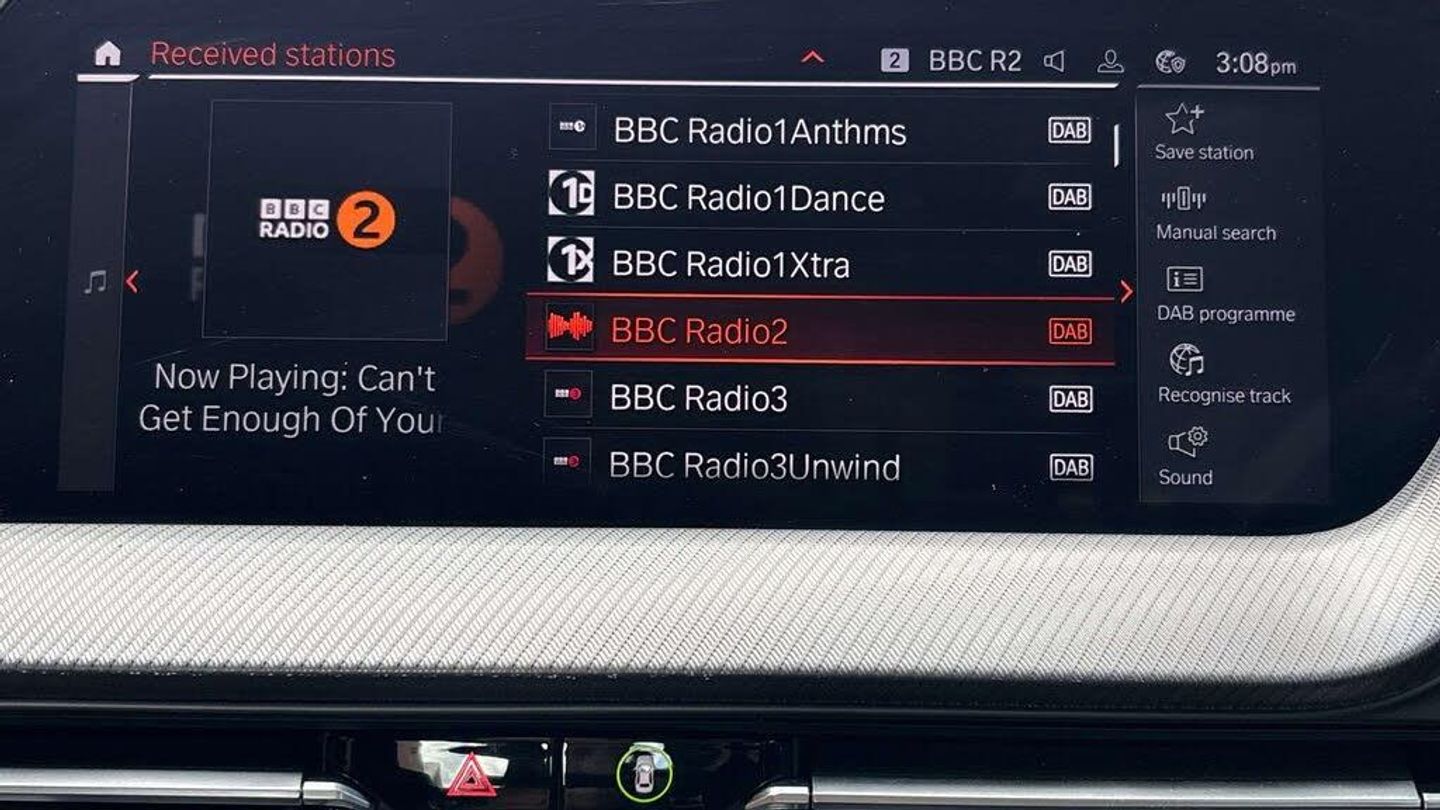 Received stations
2 BBC R2 3:08pm
BBC
RADIO 2
Now Playing: Can't
Get Enough Of Your
BBC Radio1Anthms DAB
1D BBC Radio1Dance DAB
1X BBC Radio1Xtra DAB
BBC Radio2 DAB
BBC Radio3 DAB
BBC Radio3Unwind DAB
Save station
Manual search
DAB programme
Recognise track
Sound